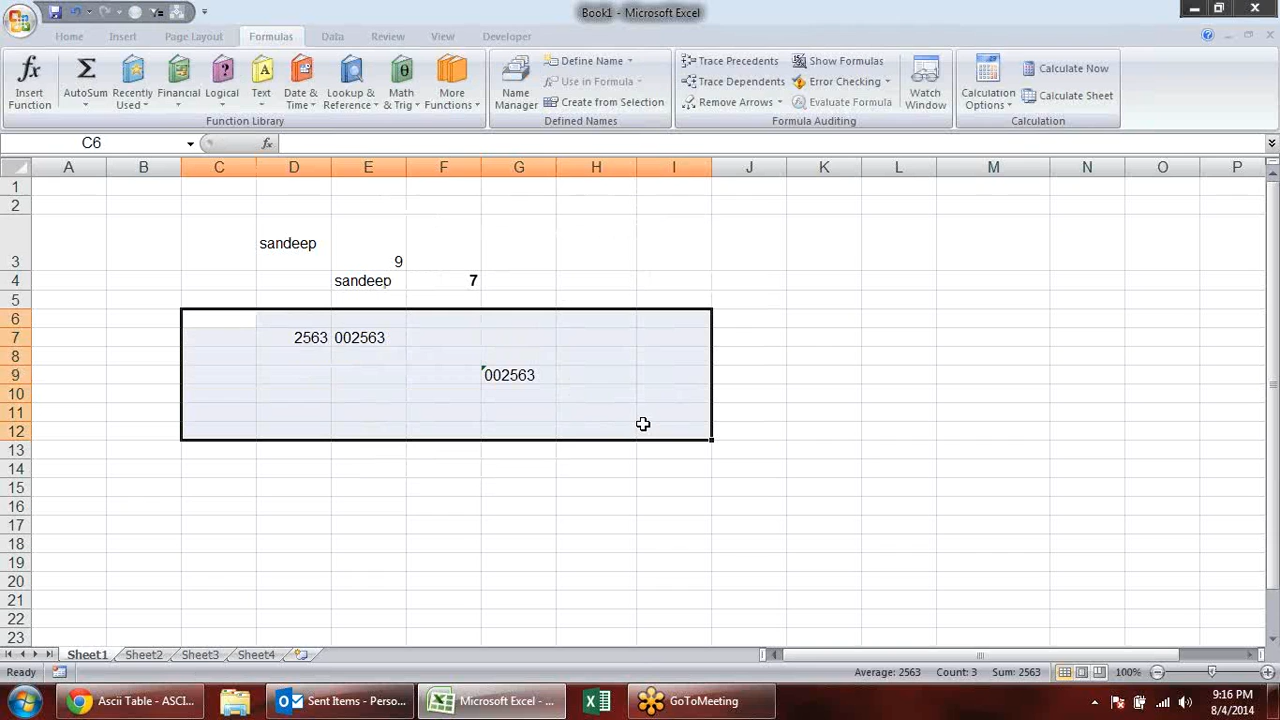 Book1 - Microsoft Excel
Home Insert Page Layout Formulas Data Review View Developer
Insert Function
AutoSum
Recently Used
Financial
Logical
Text
Date & Time
Lookup & Reference
Math & Trig
More Functions
Function Library
Name Manager
Define Name
Use in Formula
Create from Selection
Defined Names
Trace Precedents
Trace Dependents
Remove Arrows
Show Formulas
Error Checking
Evaluate Formula
Formula Auditing
Watch Window
Calculation Options
Calculate Now
Calculate Sheet
Calculation
C6 fx
A B C D E F G H I J K L M N O P
1
2
3 sandeep 9
4 sandeep 7
5
6
7 2563 002563
8
9 002563
10
11
12
13
14
15
16
17
18
19
20
21
22
23
Sheet1 Sheet2 Sheet3 Sheet4
Ready Average: 2563 Count: 3 Sum: 2563 100%
Ascii Table - ASCI... Sent Items - Perso... Microsoft Excel - ... GoToMeeting 9:16 PM
8/4/2014